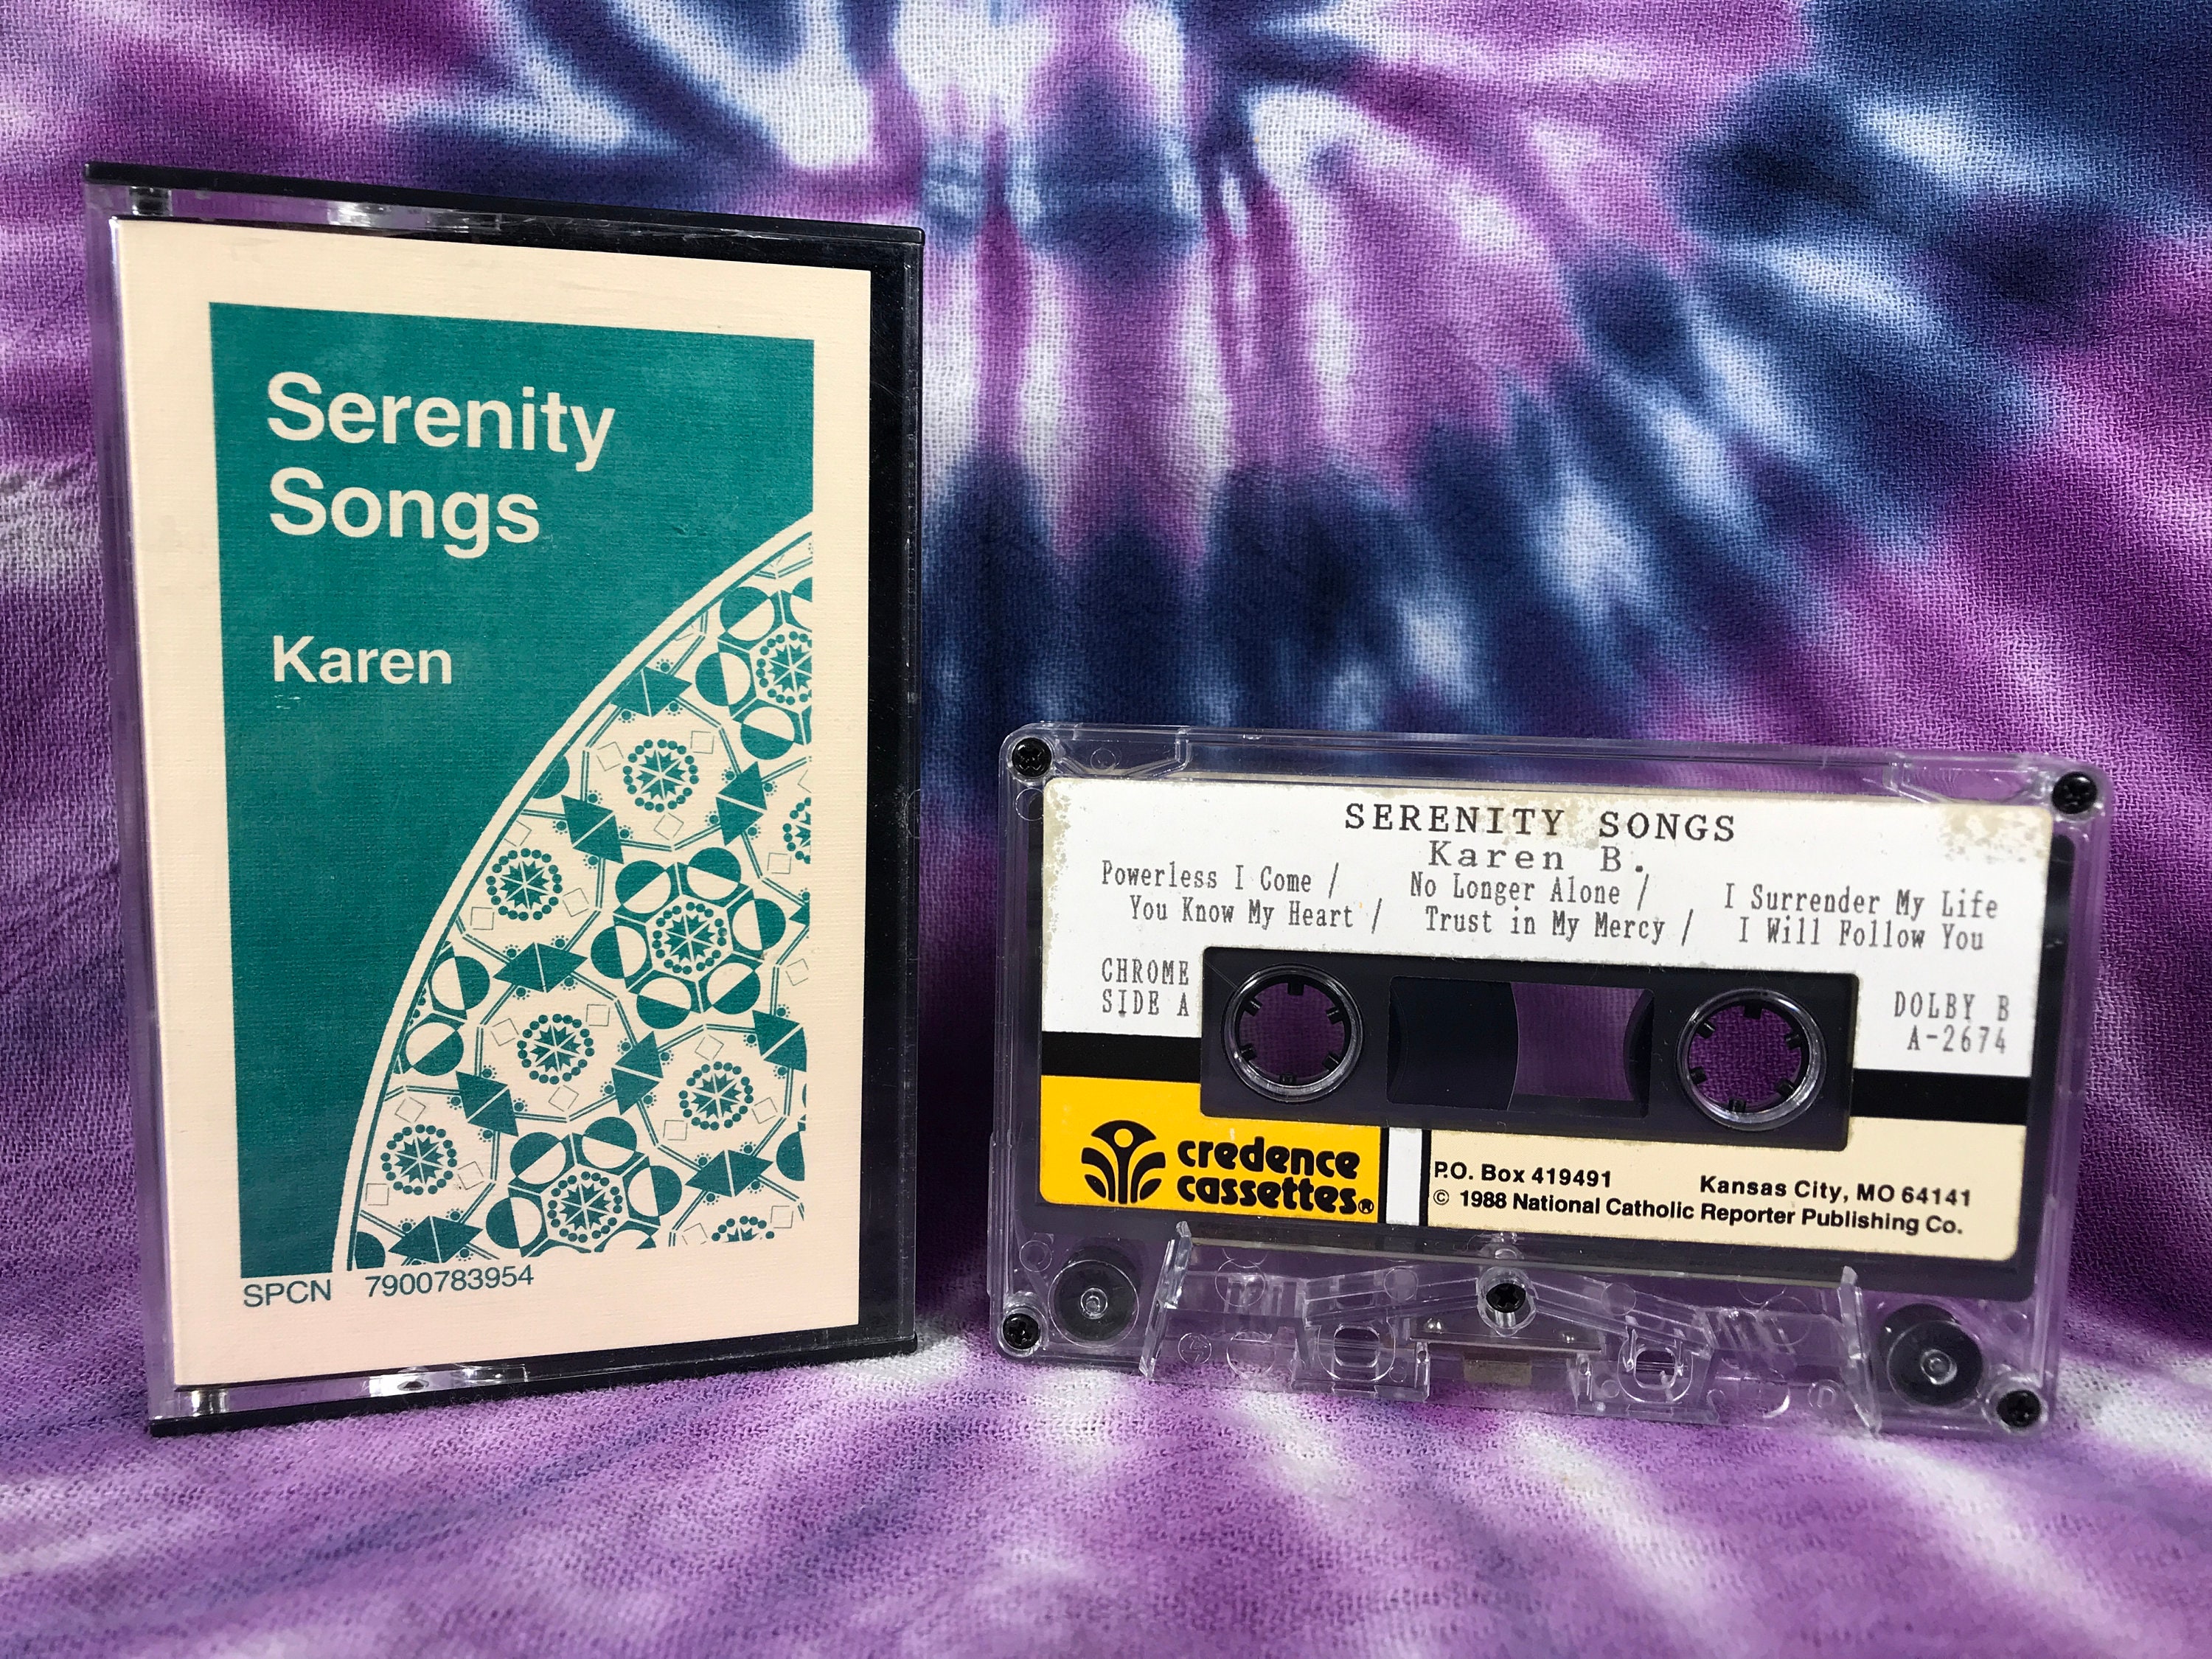 Serenity
Songs
Karen
SPCN 7900783954
SERENITY SONGS
Karen B.
Powerless I Come / No Longer Alone / I Surrender My Life
You Know My Heart / Trust in My Mercy / I Will Follow You
CHROME
SIDE A
DOLBY B
A-2674
credence
cassettes®
P.O. Box 419491 Kansas City, MO 64141
© 1988 National Catholic Reporter Publishing Co.